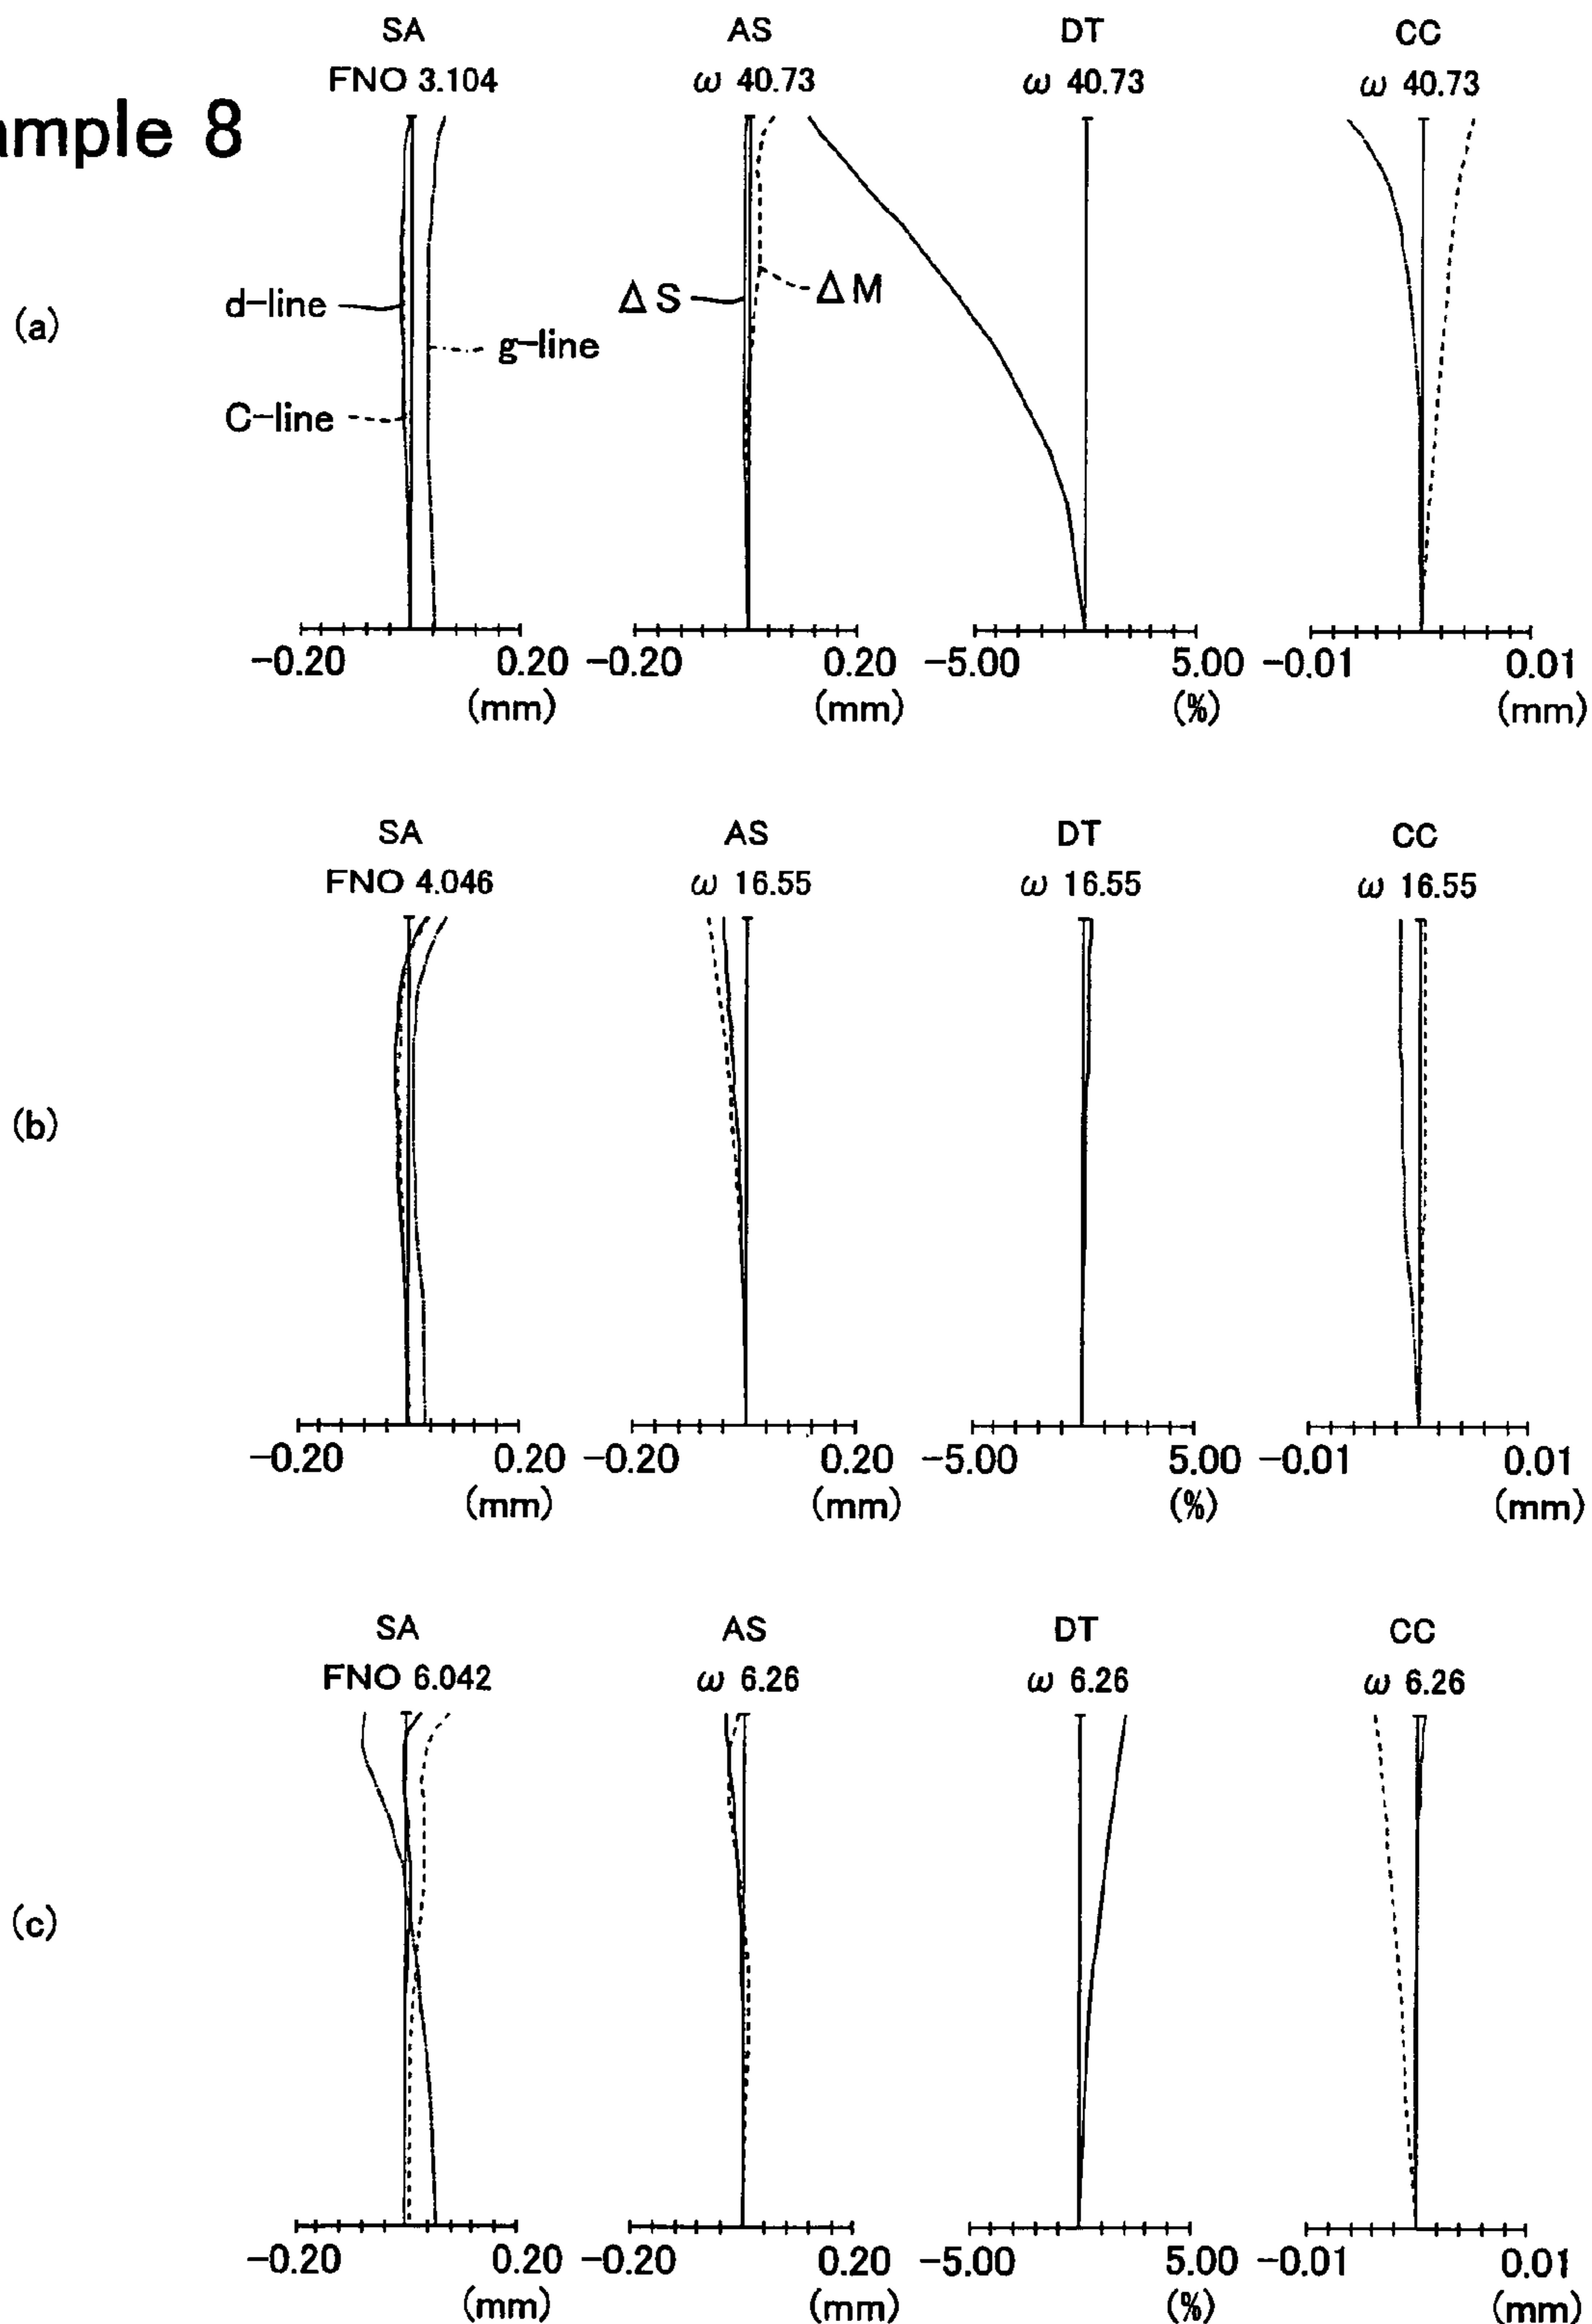 SA AS DT CC
FNO 3.104 ω 40.73 ω 40.73 ω 40.73
ample 8
(a)
d-line
g-line
C-line
ΔS
ΔM
-0.20 0.20 -0.20 0.20 -5.00 5.00 -0.01 0.01
(mm) (mm) (%) (mm)
SA AS DT CC
FNO 4.046 ω 16.55 ω 16.55 ω 16.55
(b)
-0.20 0.20 -0.20 0.20 -5.00 5.00 -0.01 0.01
(mm) (mm) (%) (mm)
SA AS DT CC
FNO 6.042 ω 6.26 ω 6.26 ω 6.26
(c)
-0.20 0.20 -0.20 0.20 -5.00 5.00 -0.01 0.01
(mm) (mm) (%) (mm)